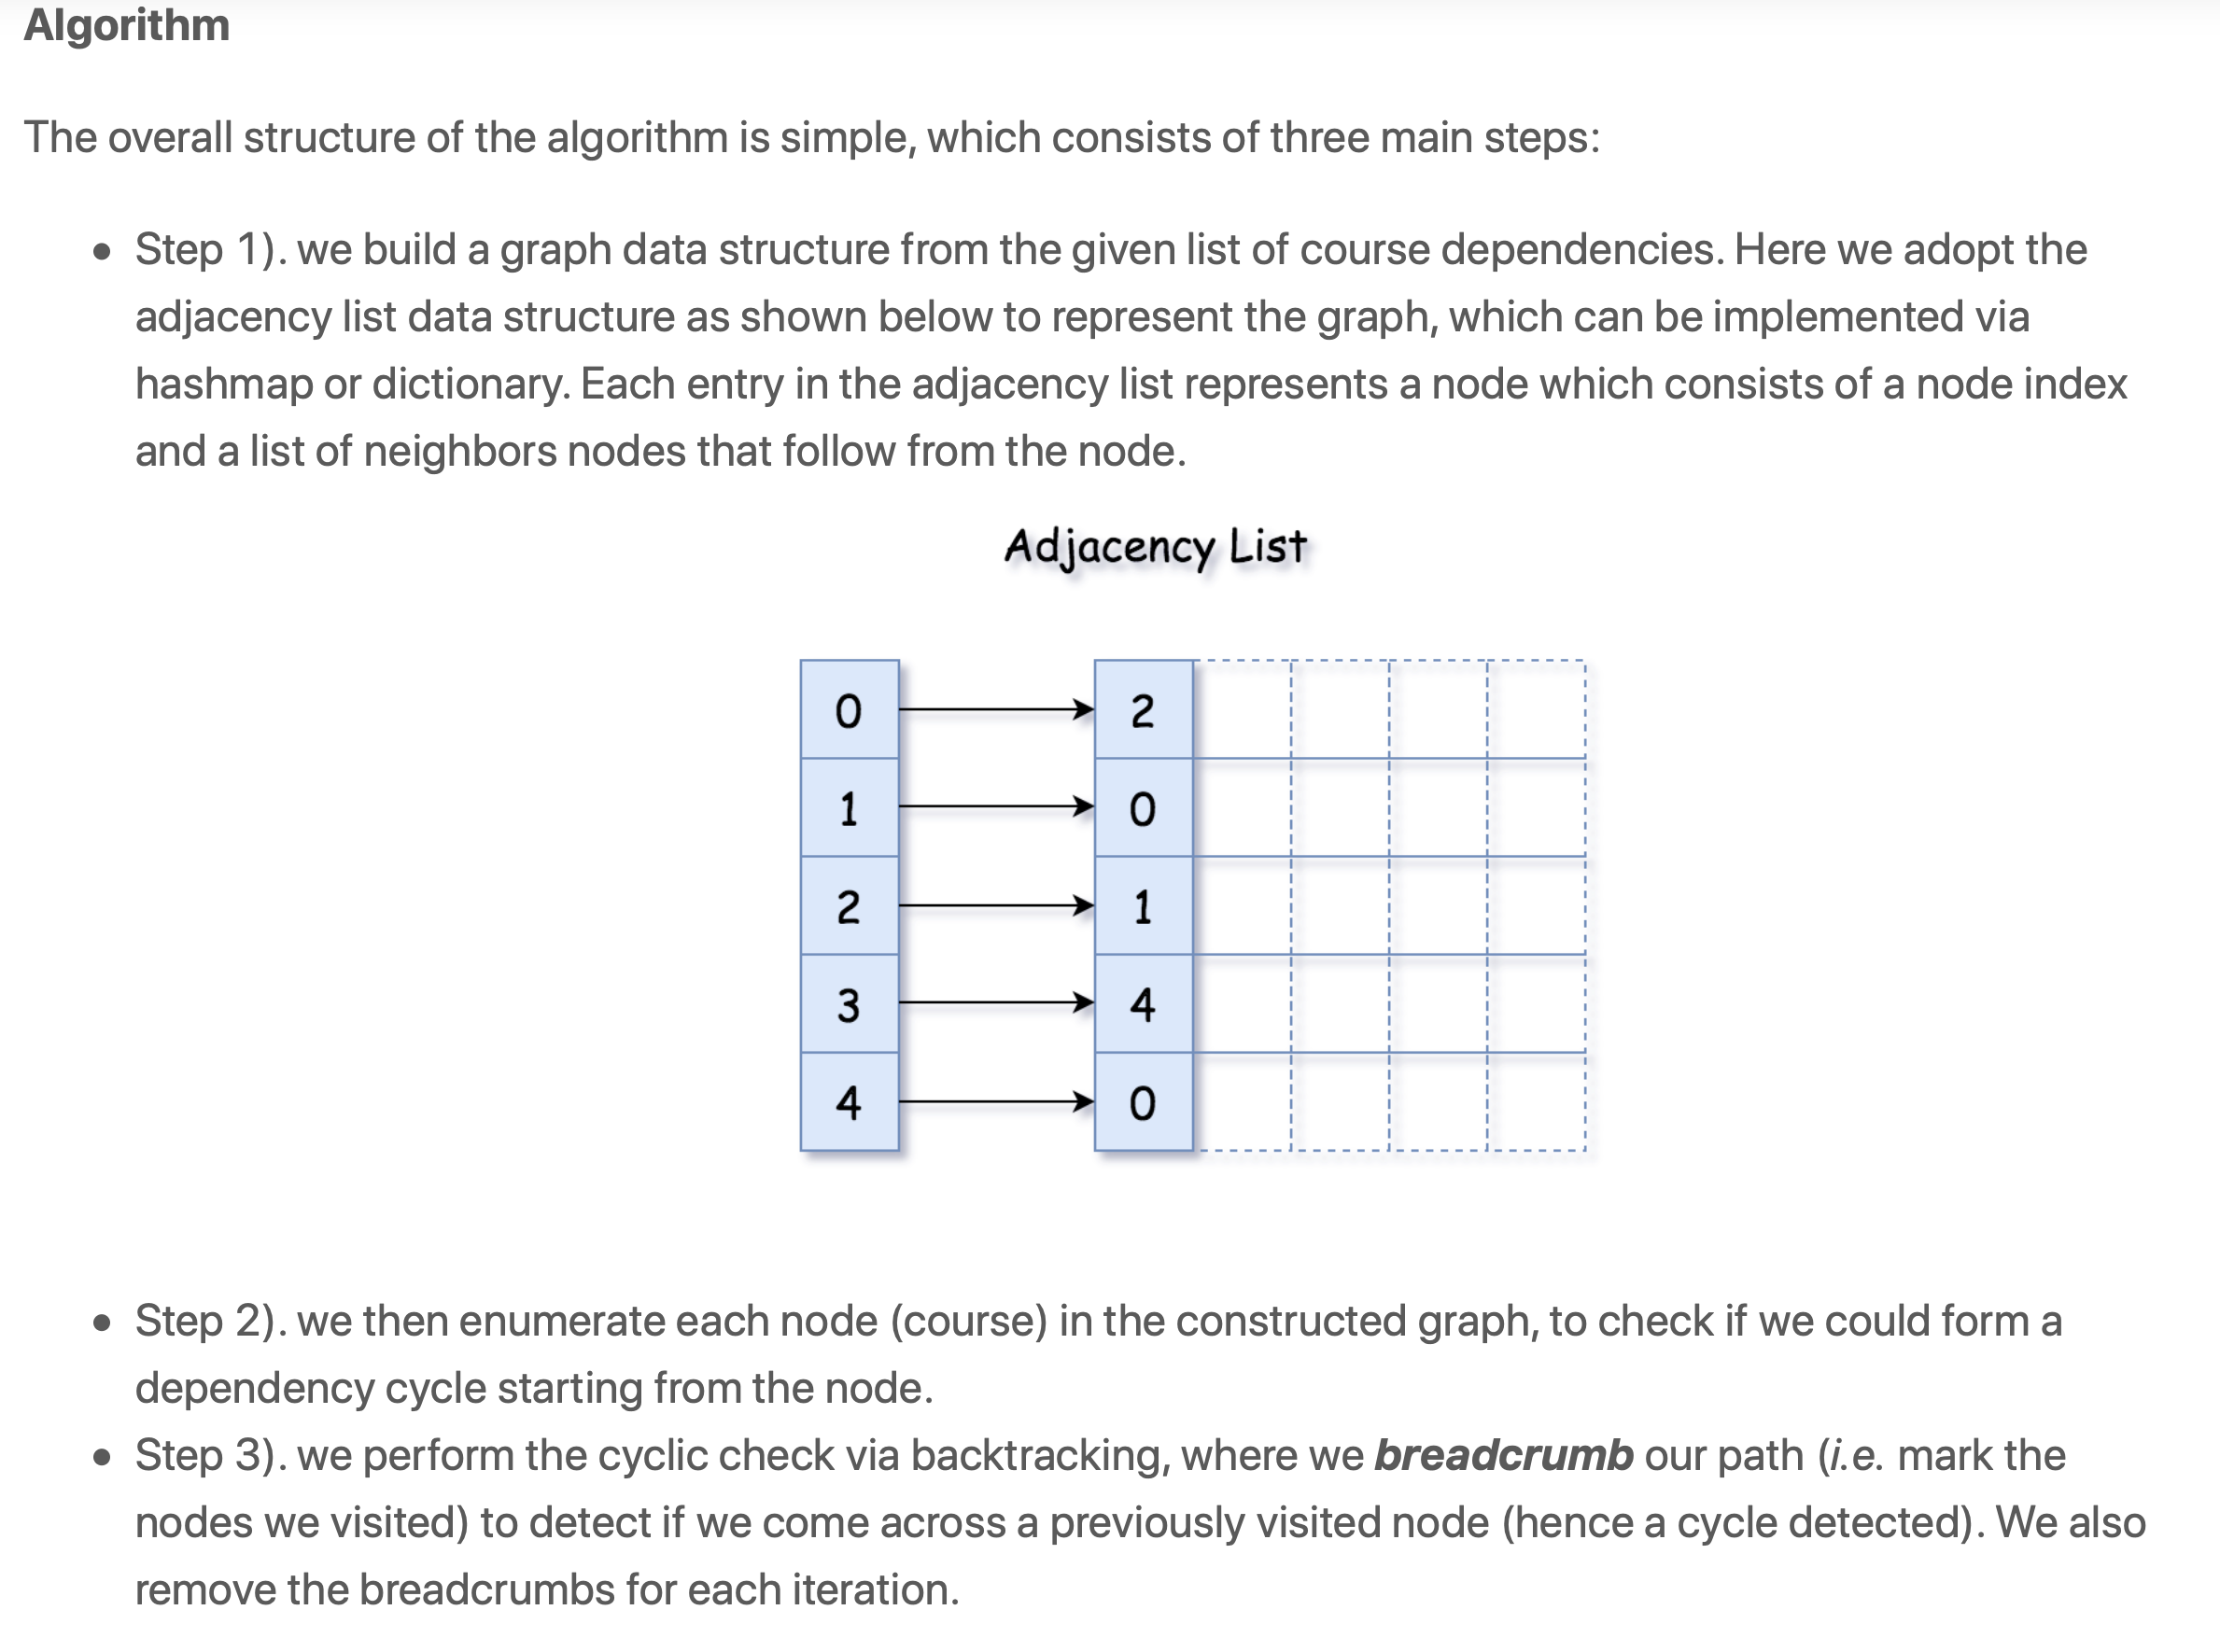 Algorithm
The overall structure of the algorithm is simple, which consists of three main steps:
• Step 1). we build a graph data structure from the given list of course dependencies. Here we adopt the
adjacency list data structure as shown below to represent the graph, which can be implemented via
hashmap or dictionary. Each entry in the adjacency list represents a node which consists of a node index
and a list of neighbors nodes that follow from the node.
Adjacency List
0 2
1 0
2 1
3 4
4 0
• Step 2). we then enumerate each node (course) in the constructed graph, to check if we could form a
dependency cycle starting from the node.
• Step 3). we perform the cyclic check via backtracking, where we breadcrumb our path (i.e. mark the
nodes we visited) to detect if we come across a previously visited node (hence a cycle detected). We also
remove the breadcrumbs for each iteration.